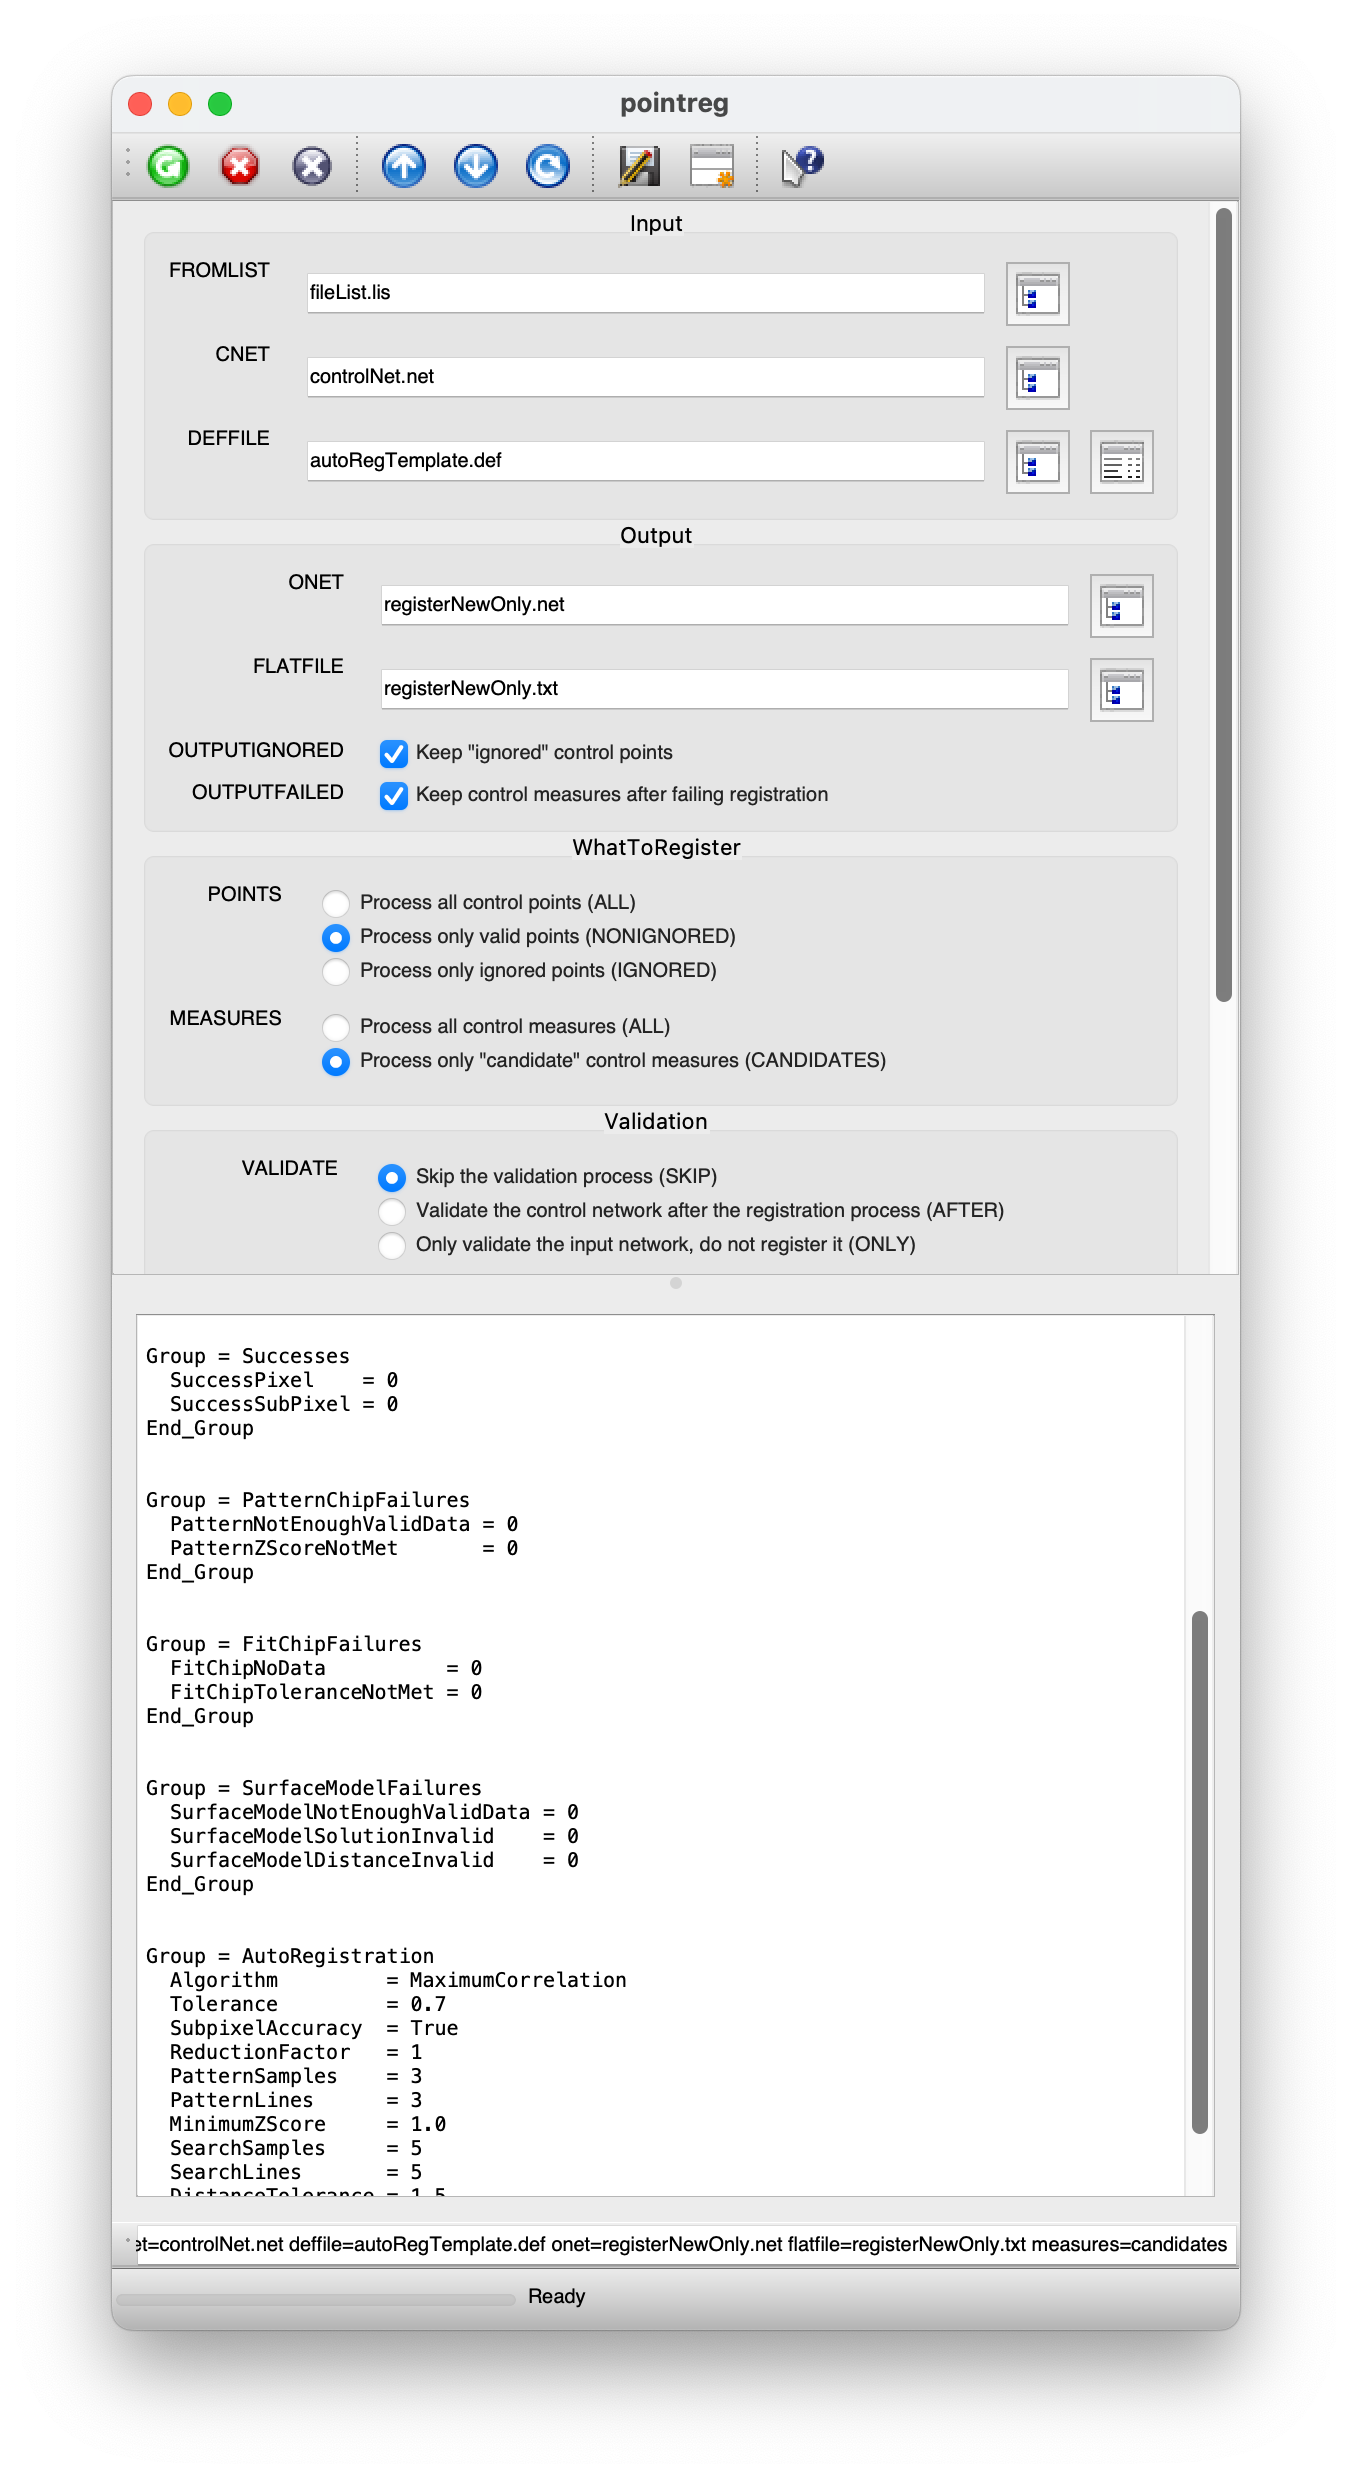 pointreg
Input
FROMLIST
fileList.lis
CNET
controlNet.net
DEFFILE
autoRegTemplate.def
Output
ONET
registerNewOnly.net
FLATFILE
registerNewOnly.txt
OUTPUTIGNORED Keep "ignored" control points
OUTPUTFAILED Keep control measures after failing registration
WhatToRegister
POINTS
Process all control points (ALL)
Process only valid points (NONIGNORED)
Process only ignored points (IGNORED)
MEASURES
Process all control measures (ALL)
Process only "candidate" control measures (CANDIDATES)
Validation
VALIDATE
Skip the validation process (SKIP)
Validate the control network after the registration process (AFTER)
Only validate the input network, do not register it (ONLY)
Group = Successes
  SuccessPixel    = 0
  SuccessSubPixel = 0
End_Group
Group = PatternChipFailures
  PatternNotEnoughValidData = 0
  PatternZScoreNotMet       = 0
End_Group
Group = FitChipFailures
  FitChipNoData          = 0
  FitChipToleranceNotMet = 0
End_Group
Group = SurfaceModelFailures
  SurfaceModelNotEnoughValidData = 0
  SurfaceModelSolutionInvalid    = 0
  SurfaceModelDistanceInvalid    = 0
End_Group
Group = AutoRegistration
  Algorithm         = MaximumCorrelation
  Tolerance         = 0.7
  SubpixelAccuracy  = True
  ReductionFactor   = 1
  PatternSamples    = 3
  PatternLines      = 3
  MinimumZScore     = 1.0
  SearchSamples     = 5
  SearchLines       = 5
  DistanceTolerance = 1.5
et=controlNet.net deffile=autoRegTemplate.def onet=registerNewOnly.net flatfile=registerNewOnly.txt measures=candidates
Ready